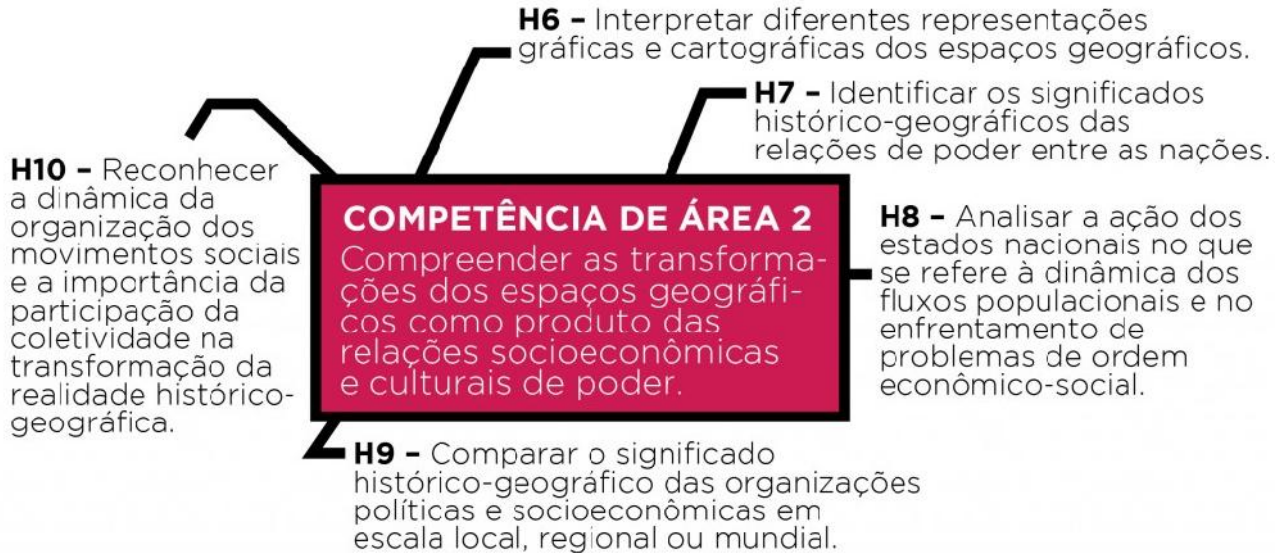 H6 – Interpretar diferentes representações
gráficas e cartográficas dos espaços geográficos.
H7 – Identificar os significados
histórico-geográficos das
relações de poder entre as nações.
H10 – Reconhecer
a dinâmica da
organização dos
movimentos sociais
e a importância da
participação da
coletividade na
transformação da
realidade histórico-
geográfica.
COMPETÊNCIA DE ÁREA 2
Compreender as transforma-
ções dos espaços geográfi-
cos como produto das
relações socioeconômicas
e culturais de poder.
H8 – Analisar a ação dos
estados nacionais no que
se refere à dinâmica dos
fluxos populacionais e no
enfrentamento de
problemas de ordem
econômico-social.
H9 – Comparar o significado
histórico-geográfico das organizações
políticas e socioeconômicas em
escala local, regional ou mundial.